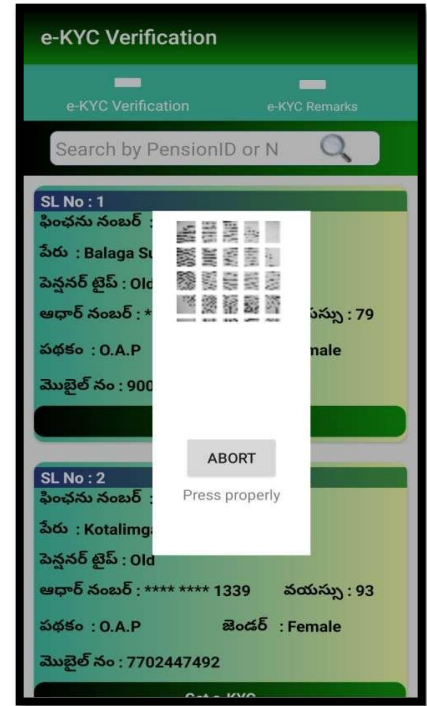 e-KYC Verification
e-KYC Verification e-KYC Remarks
Search by PensionID or N
SL No : 1
ఫింఛను నంబర్ :
పేరు : Balaga Su
పెన్షనర్ టైప్ : Old
ఆధార్ నంబర్ : * యస్సు : 79
పథకం : O.A.P male
మొబైల్ నం : 900
ABORT
Press properly
SL No : 2
ఫింఛను నంబర్ :
పేరు : Kotalimga
పెన్షనర్ టైప్ : Old
ఆధార్ నంబర్ : **** **** 1339 వయస్సు : 93
పథకం : O.A.P జెండర్ : Female
మొబైల్ నం : 7702447492
Get e-KYC